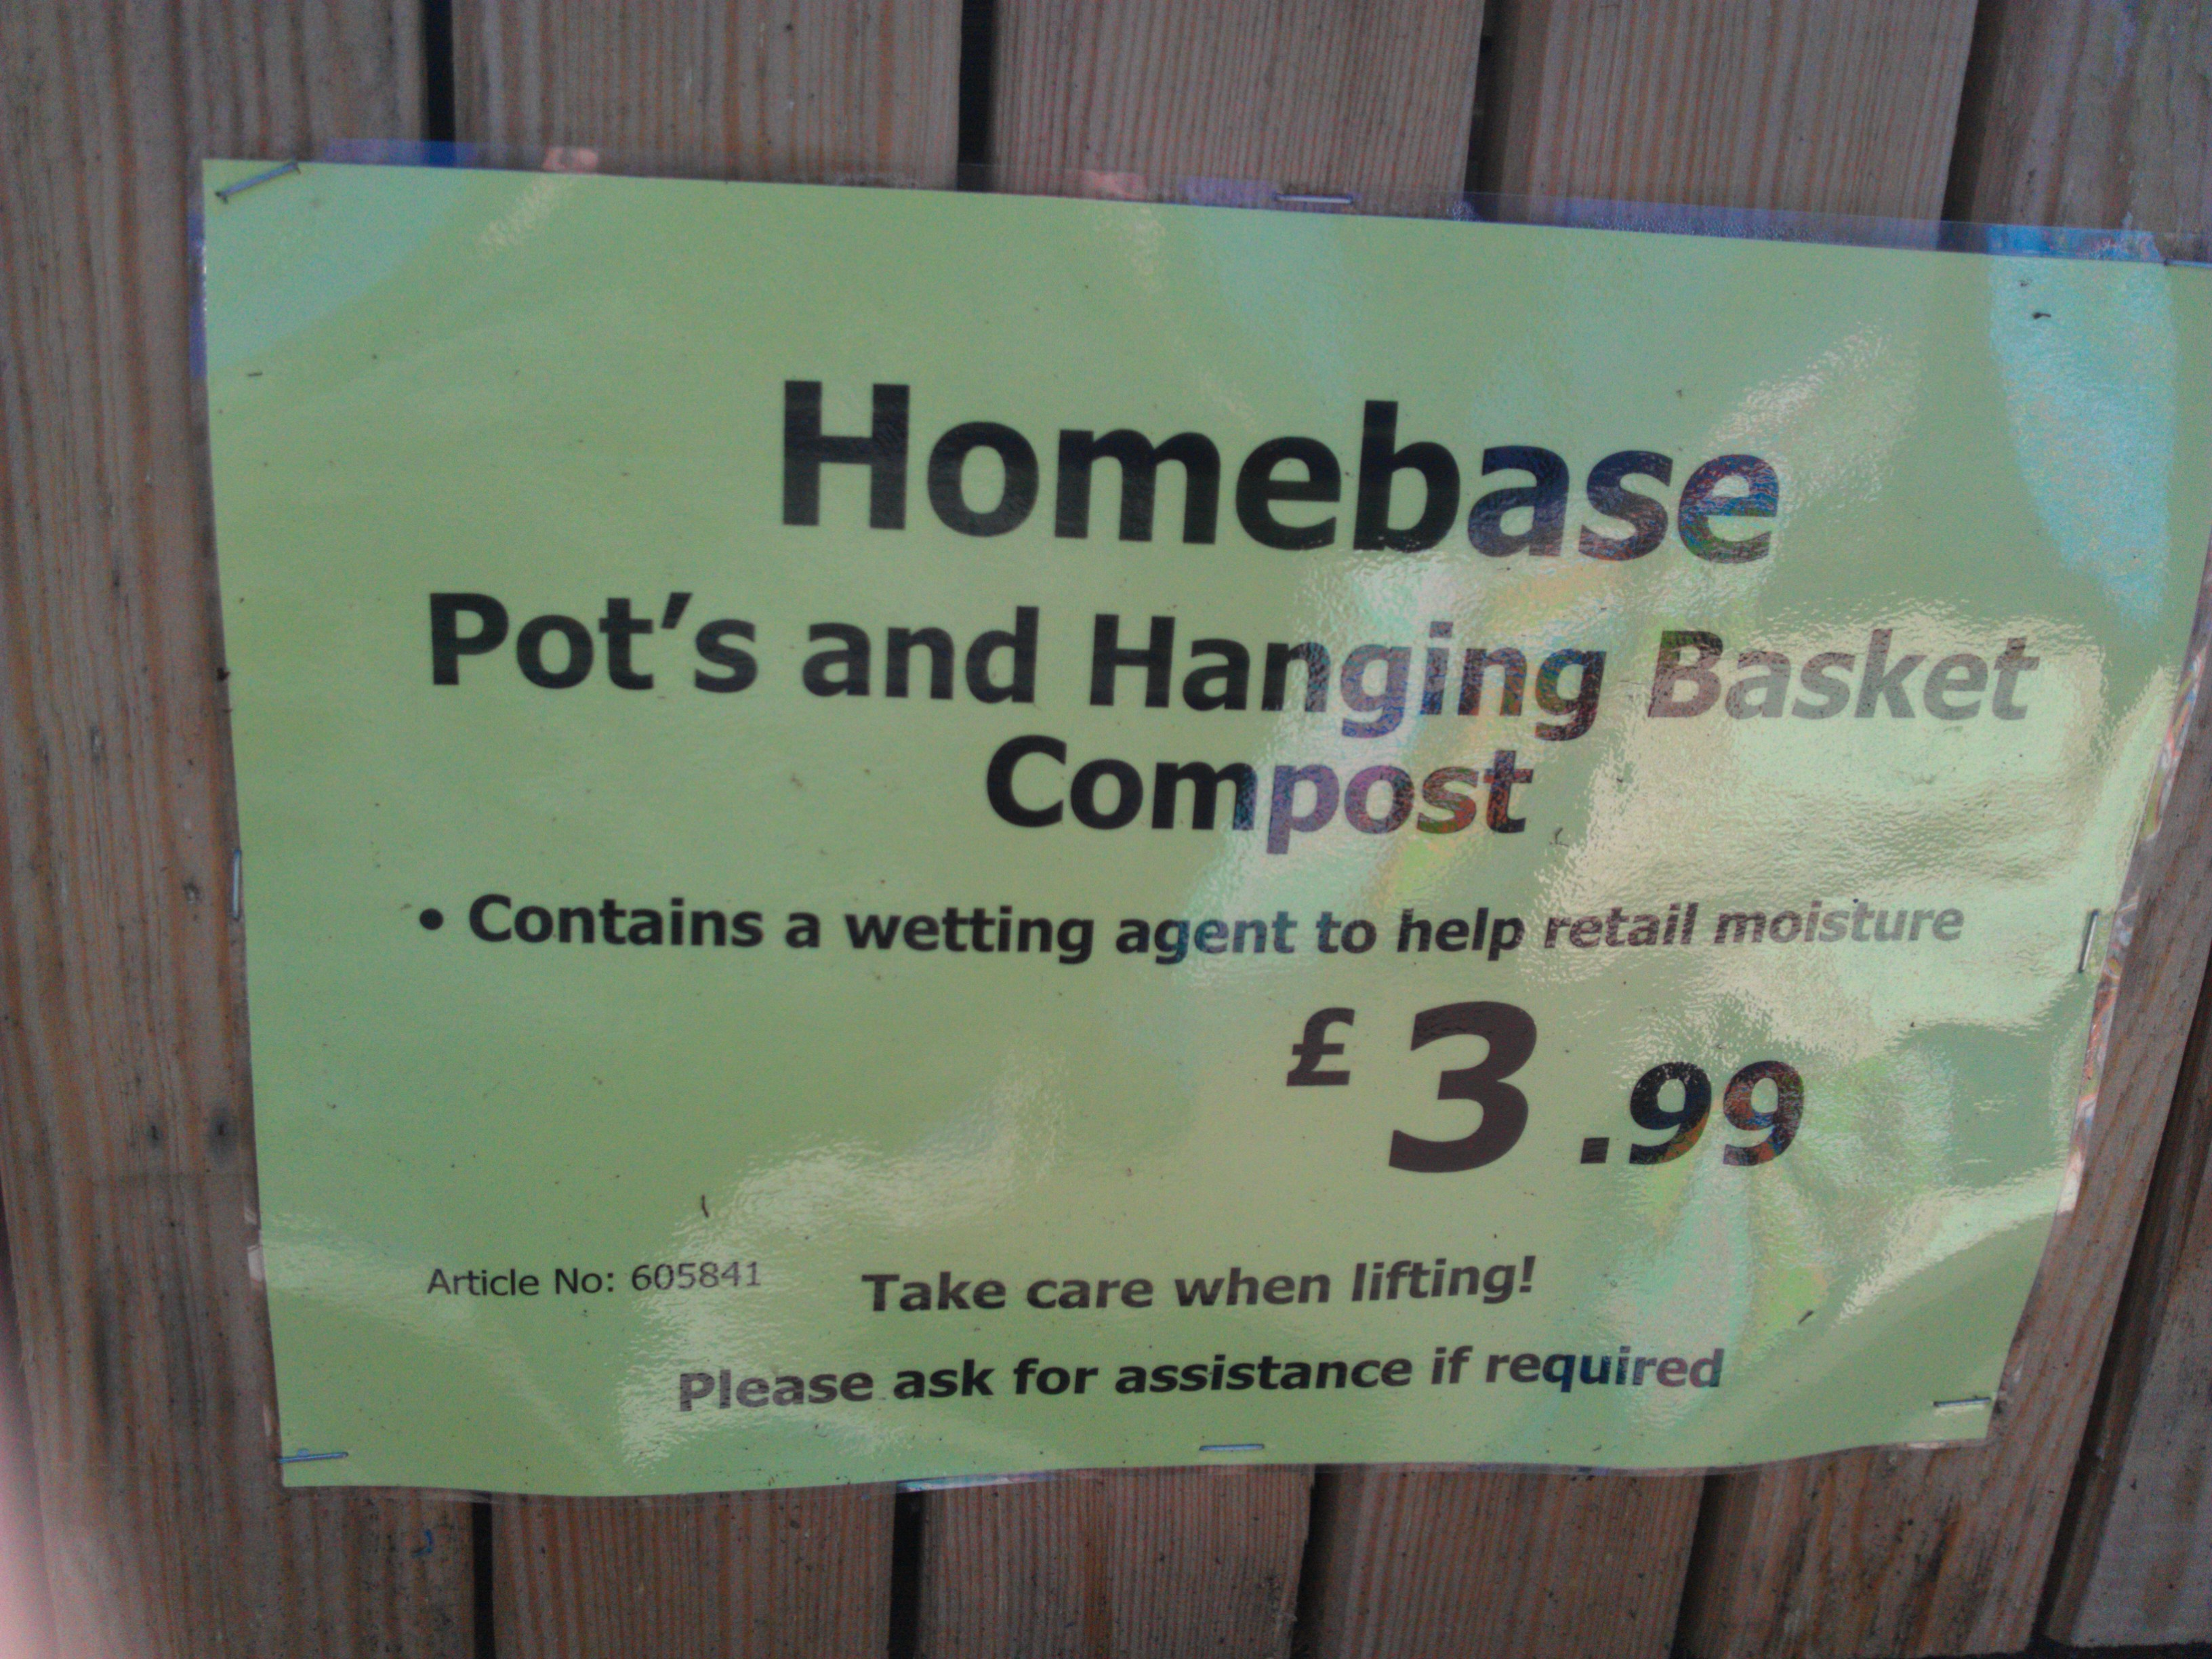 Homebase
Pot’s and Hanging Basket
Compost
• Contains a wetting agent to help retail moisture
£3.99
Article No: 605841 Take care when lifting!
Please ask for assistance if required